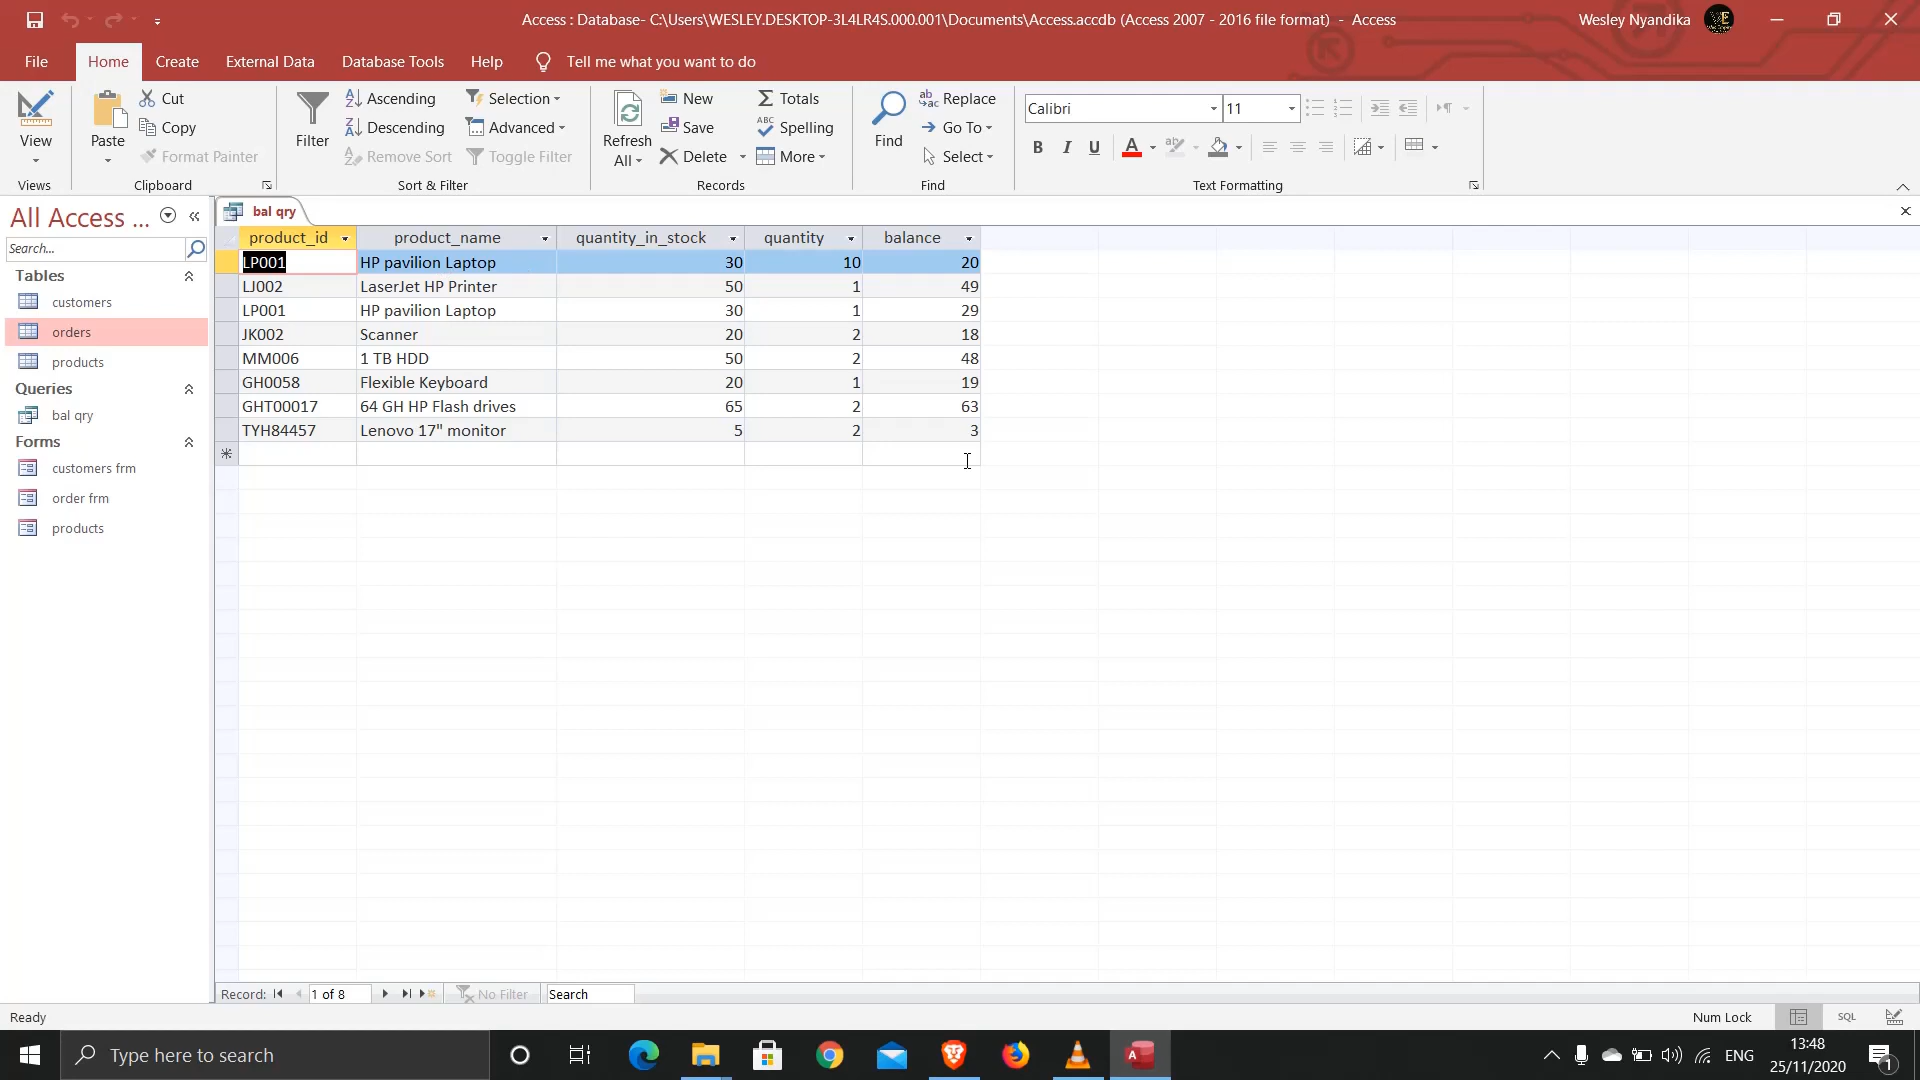 Access : Database- C:\Users\WESLEY.DESKTOP-3L4LR4S.000.001\Documents\Access.accdb (Access 2007 - 2016 file format) - Access
Wesley Nyandika
File Home Create External Data Database Tools Help Tell me what you want to do
View
Views
Paste
Cut
Copy
Format Painter
Clipboard
Filter
Ascending
Descending
Remove Sort
Selection
Advanced
Toggle Filter
Sort & Filter
Refresh
All
New
Save
Delete
Totals
Spelling
More
Records
Find
Replace
Go To
Select
Find
Calibri 11
B I U A
Text Formatting
All Access ...
Search...
Tables
customers
orders
products
Queries
bal qry
Forms
customers frm
order frm
products
bal qry
product_id product_name quantity_in_stock quantity balance
LP001 HP pavilion Laptop 30 10 20
LJ002 LaserJet HP Printer 50 1 49
LP001 HP pavilion Laptop 30 1 29
JK002 Scanner 20 2 18
MM006 1 TB HDD 50 2 48
GH0058 Flexible Keyboard 20 1 19
GHT00017 64 GH HP Flash drives 65 2 63
TYH84457 Lenovo 17" monitor 5 2 3
Record: 1 of 8 No Filter Search
Ready
Num Lock
SQL
Type here to search
ENG
13:48
25/11/2020
1